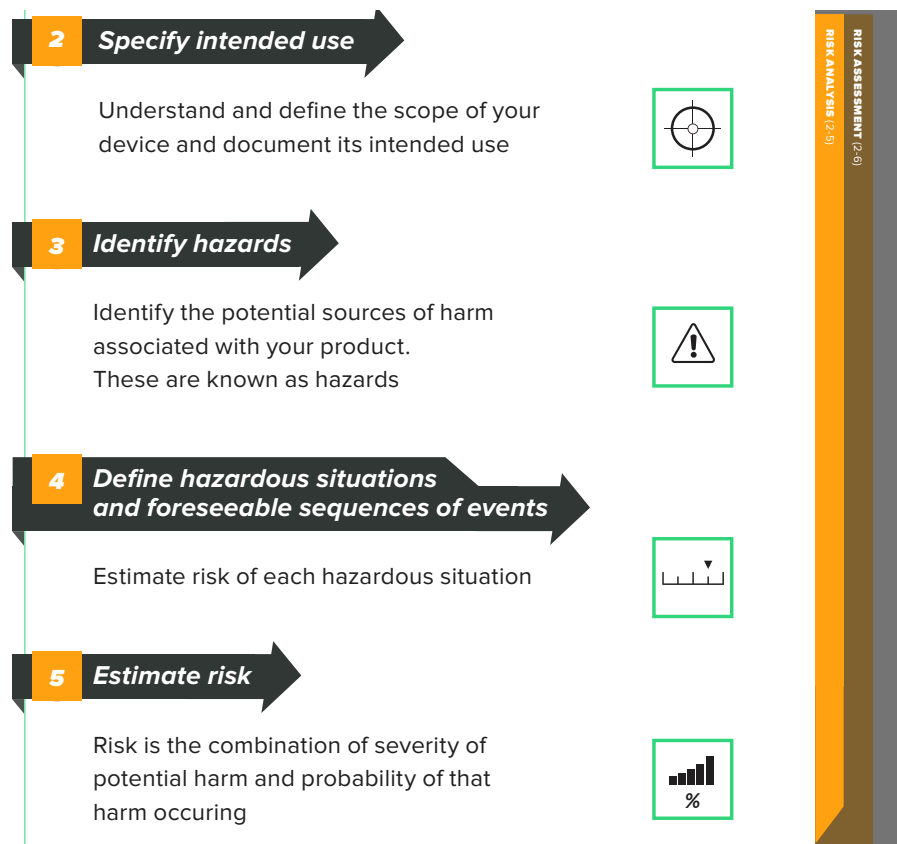 2
Specify intended use
Understand and define the scope of your
device and document its intended use
3
Identify hazards
Identify the potential sources of harm
associated with your product.
These are known as hazards
4
Define hazardous situations
and foreseeable sequences of events
Estimate risk of each hazardous situation
5
Estimate risk
Risk is the combination of severity of
potential harm and probability of that
harm occuring
%
RISK ANALYSIS (2-5)
RISK ASSESSMENT (2-6)